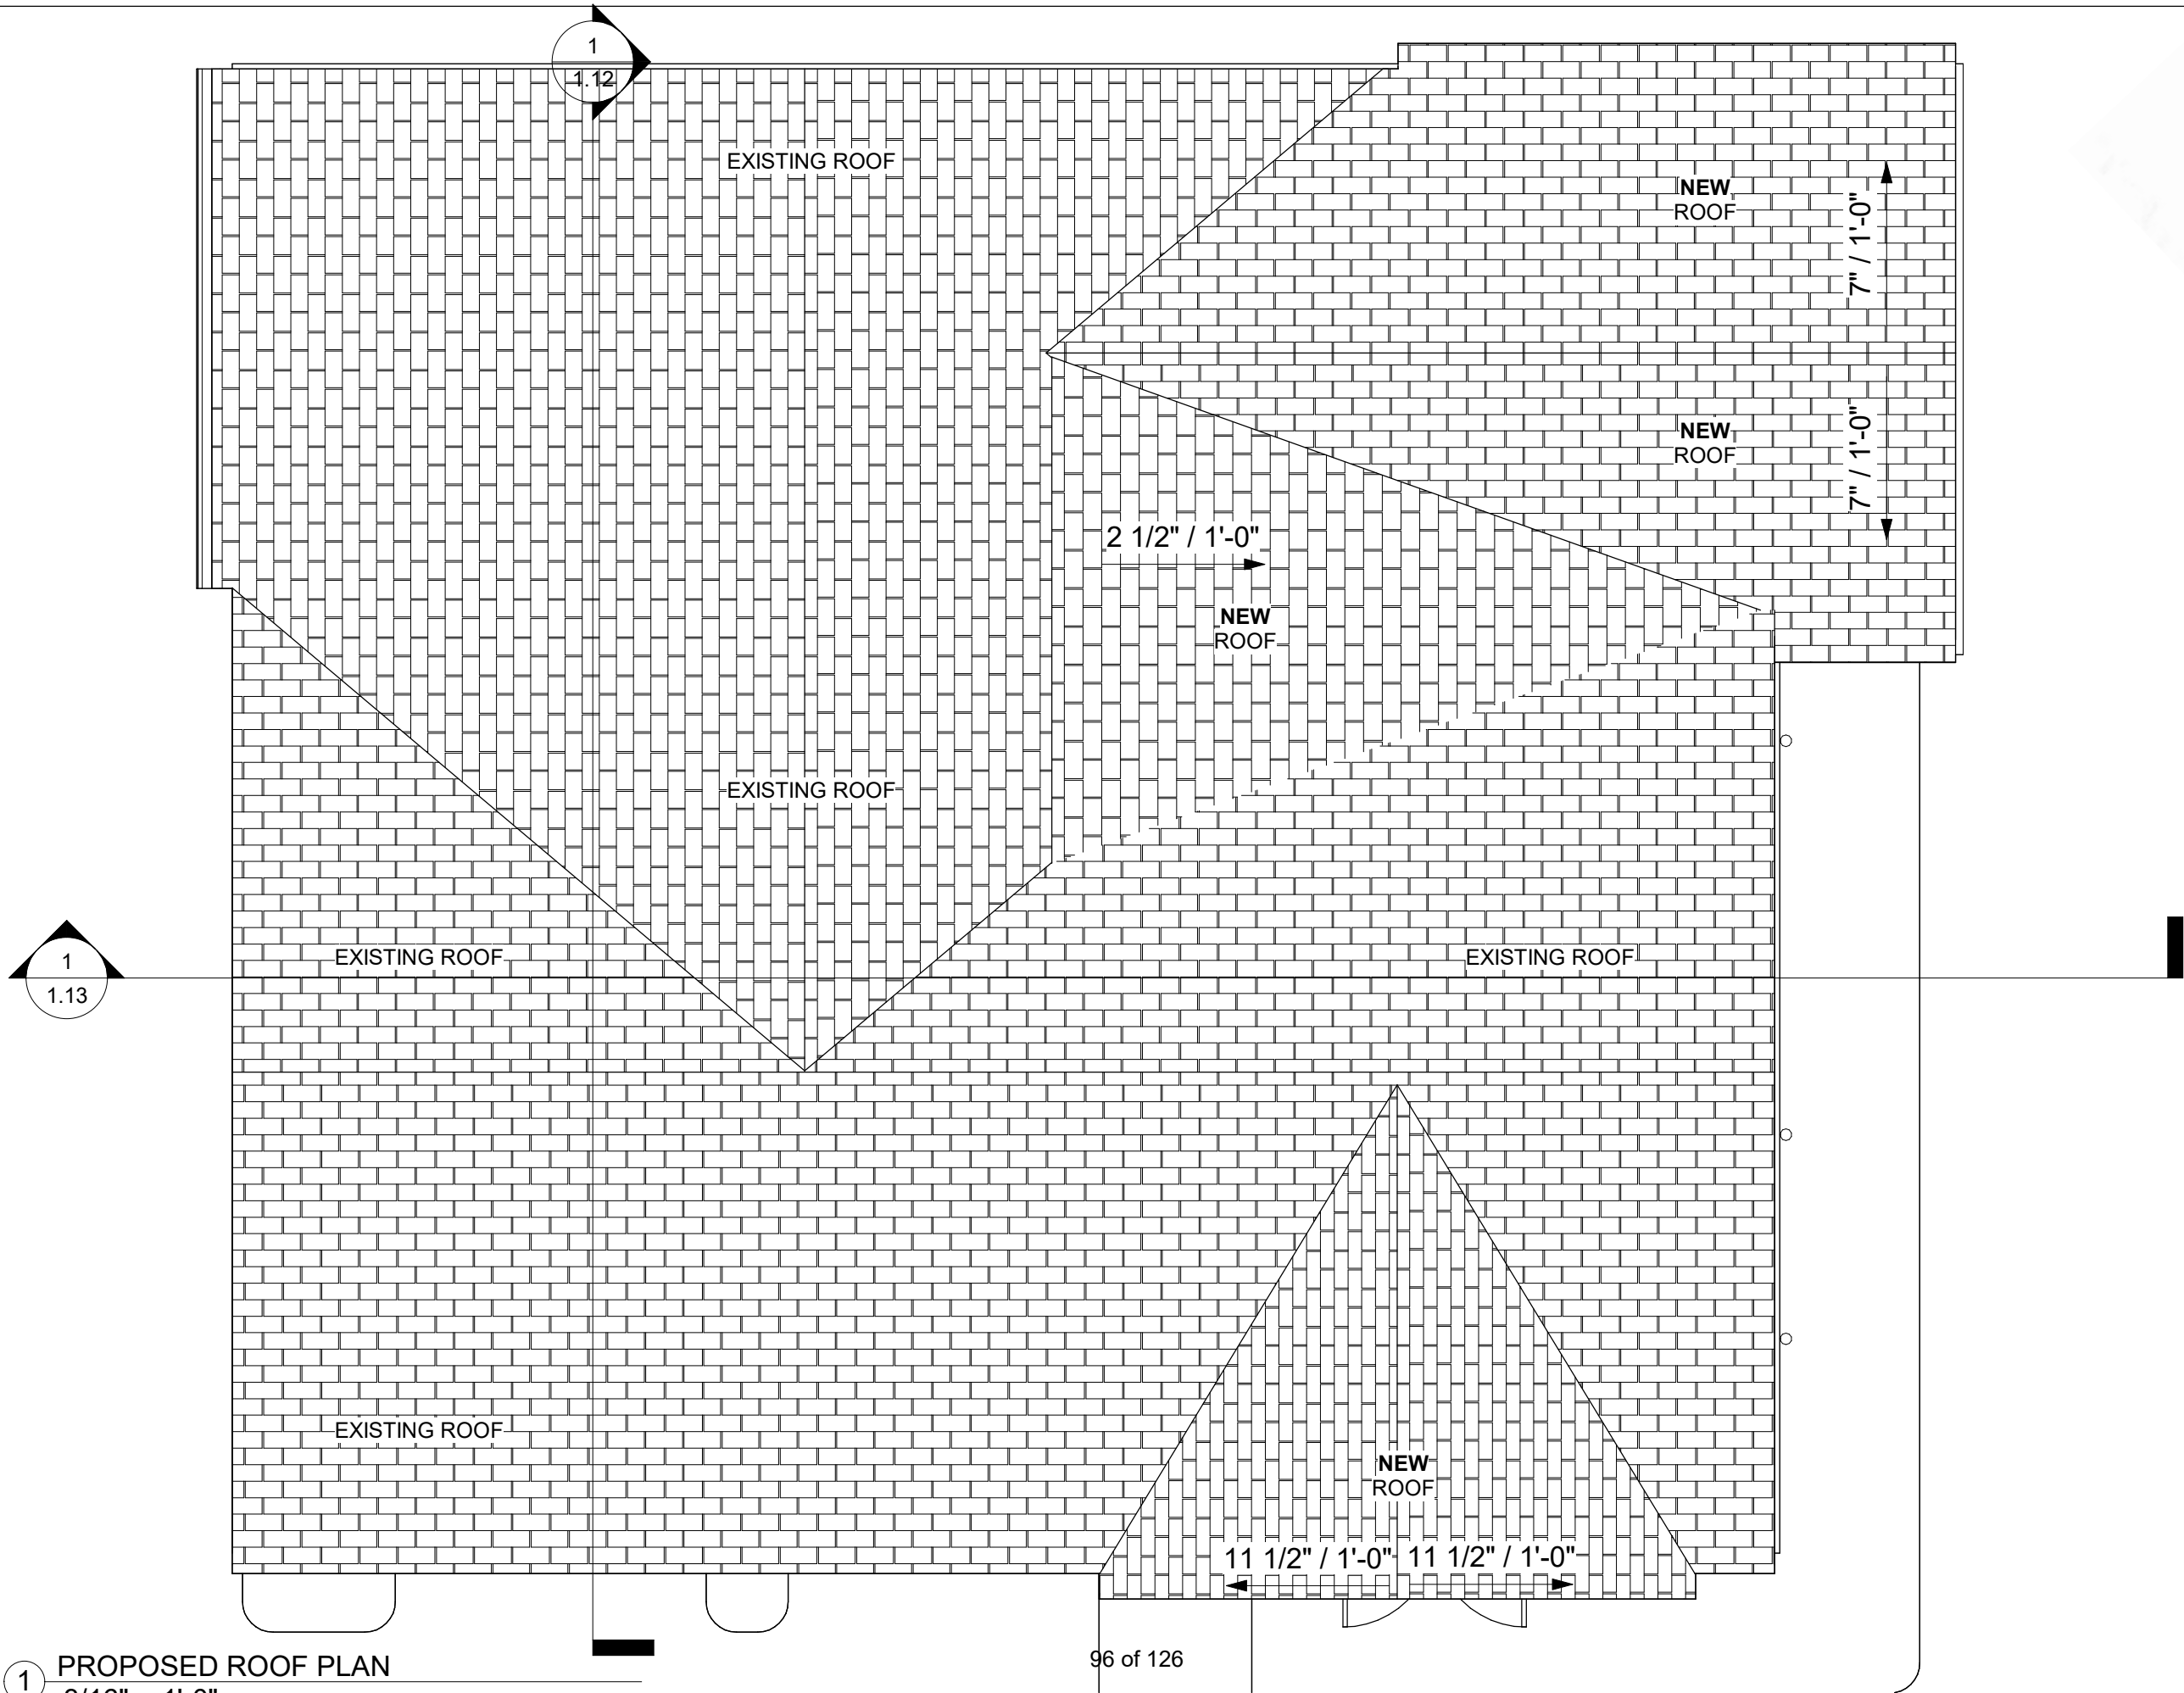 1
1.12
EXISTING ROOF
NEW
ROOF
7" / 1'-0"
NEW
ROOF
7" / 1'-0"
2 1/2" / 1'-0"
NEW
ROOF
EXISTING ROOF
1
1.13
EXISTING ROOF
EXISTING ROOF
EXISTING ROOF
NEW
ROOF
11 1/2" / 1'-0"
11 1/2" / 1'-0"
96 of 126
1
PROPOSED ROOF PLAN